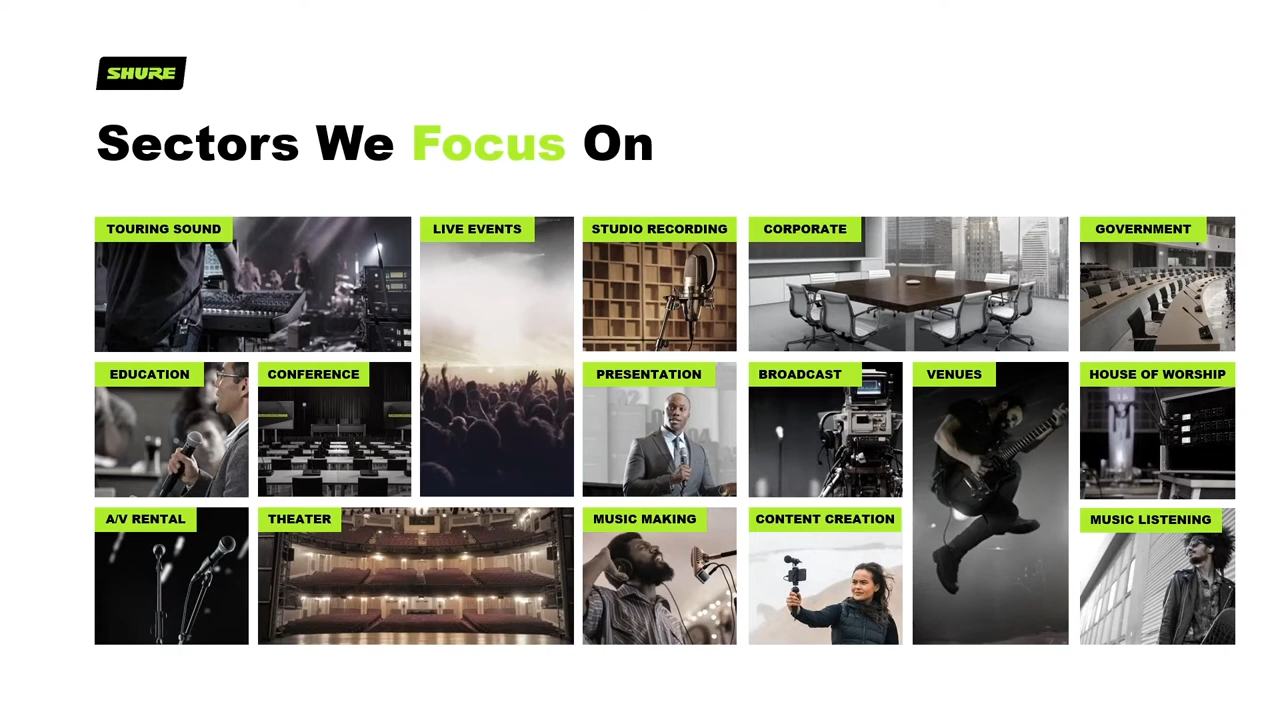 SHURE
Sectors We Focus On
TOURING SOUND
LIVE EVENTS
STUDIO RECORDING
CORPORATE
GOVERNMENT
EDUCATION
CONFERENCE
PRESENTATION
BROADCAST
VENUES
HOUSE OF WORSHIP
A/V RENTAL
THEATER
MUSIC MAKING
CONTENT CREATION
MUSIC LISTENING